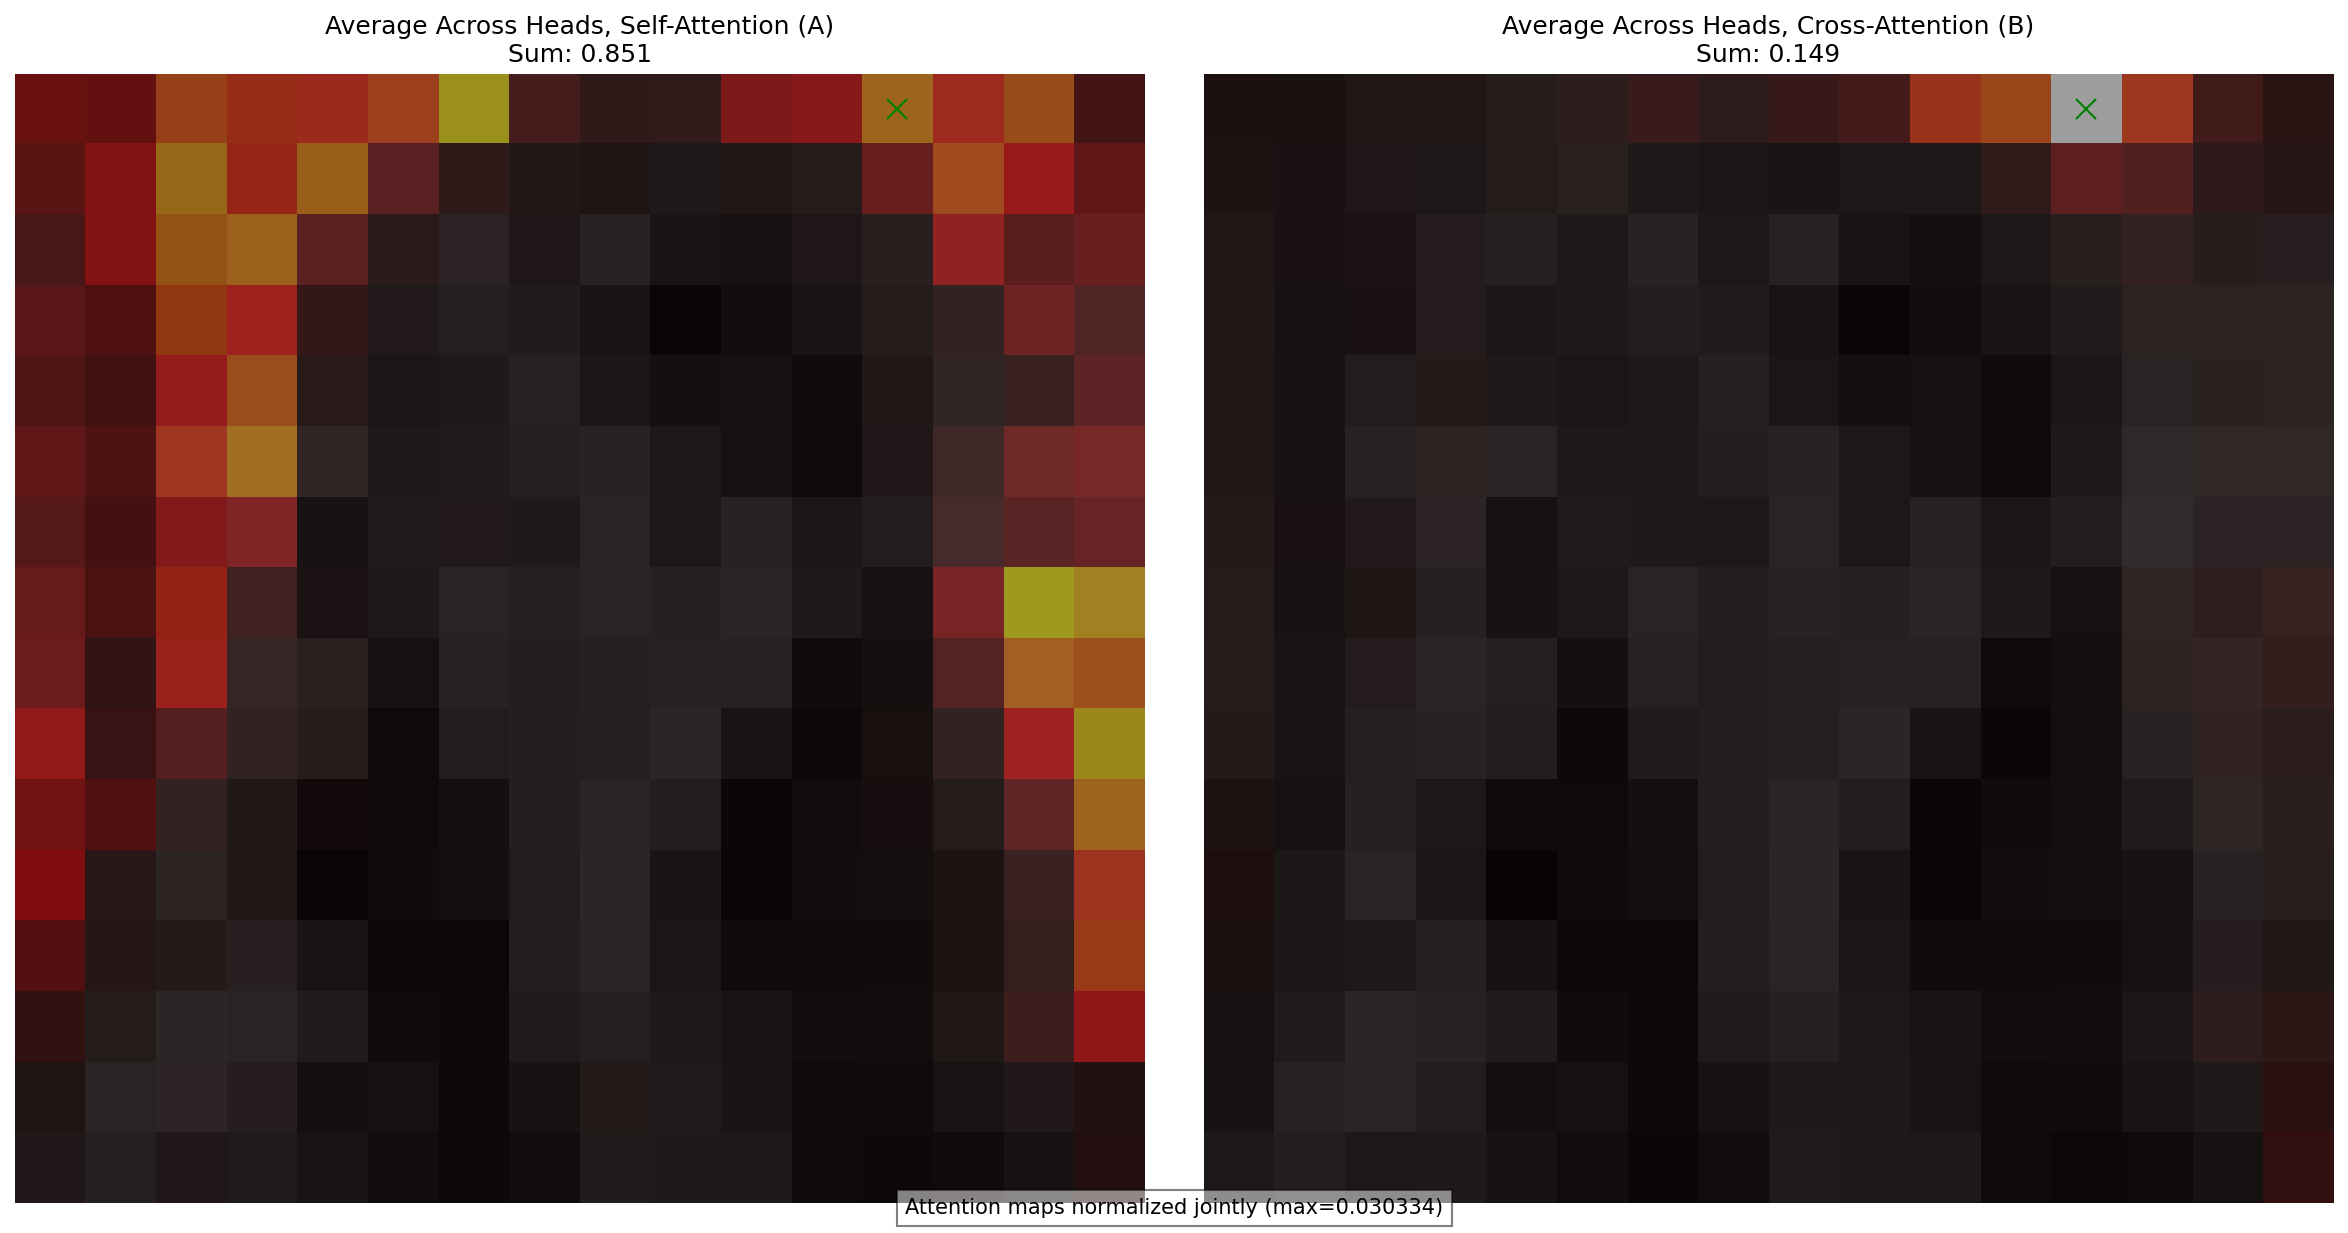 Average Across Heads, Self-Attention (A)
Sum: 0.851
Average Across Heads, Cross-Attention (B)
Sum: 0.149
Attention maps normalized jointly (max=0.030334)